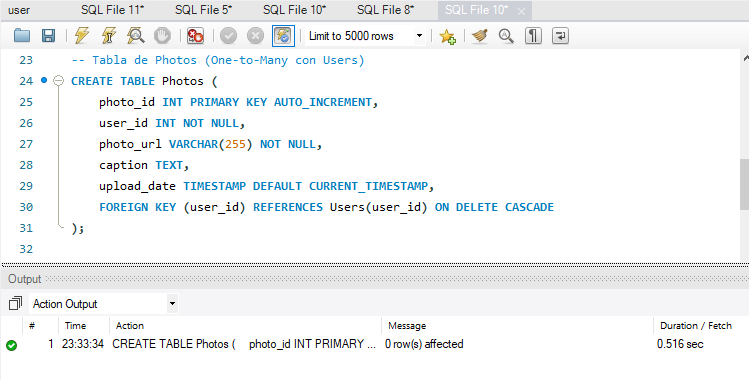 user SQL File 11* SQL File 5* SQL File 10* SQL File 8* SQL File 10*
Limit to 5000 rows
23 -- Tabla de Photos (One-to-Many con Users)
24 CREATE TABLE Photos (
25 photo_id INT PRIMARY KEY AUTO_INCREMENT,
26 user_id INT NOT NULL,
27 photo_url VARCHAR(255) NOT NULL,
28 caption TEXT,
29 upload_date TIMESTAMP DEFAULT CURRENT_TIMESTAMP,
30 FOREIGN KEY (user_id) REFERENCES Users(user_id) ON DELETE CASCADE
31 );
32
Output
Action Output
# Time Action Message Duration / Fetch
1 23:33:34 CREATE TABLE Photos ( photo_id INT PRIMARY ... 0 row(s) affected 0.516 sec